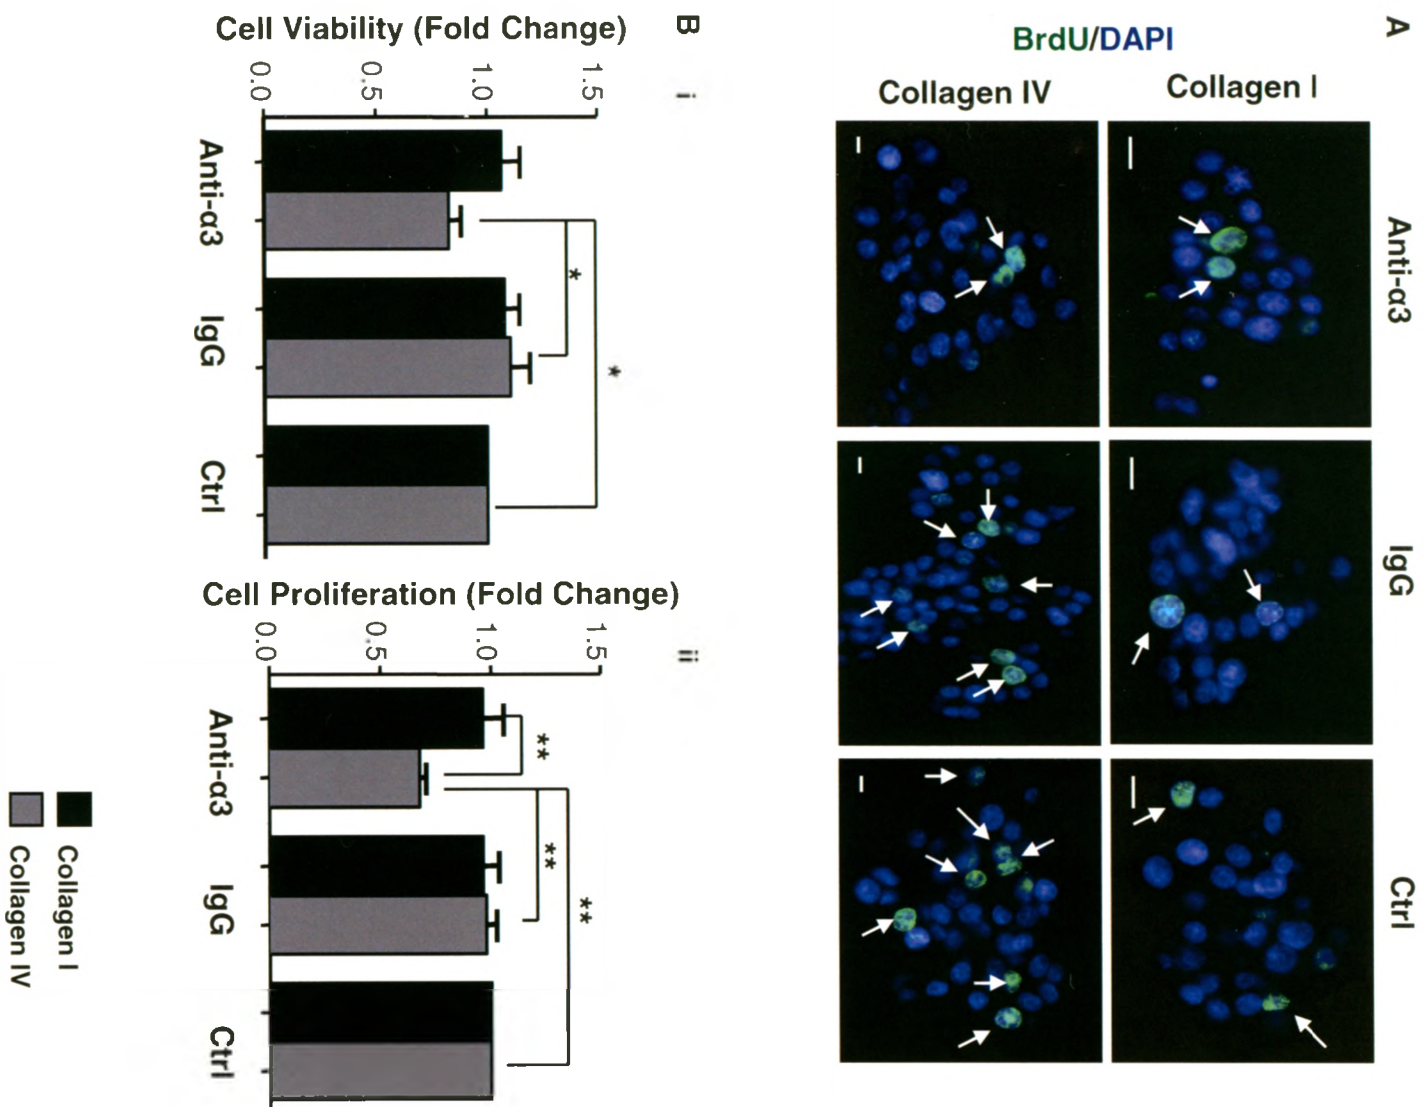 A
Anti-α3
IgG
Ctrl
BrdU/DAPI
Collagen I
Collagen IV
B
i
Cell Viability (Fold Change)
1.5
1.0
0.5
0.0
*
*
Anti-α3
IgG
Ctrl
ii
Cell Proliferation (Fold Change)
1.5
1.0
0.5
0.0
**
**
**
Anti-α3
IgG
Ctrl
Collagen I
Collagen IV